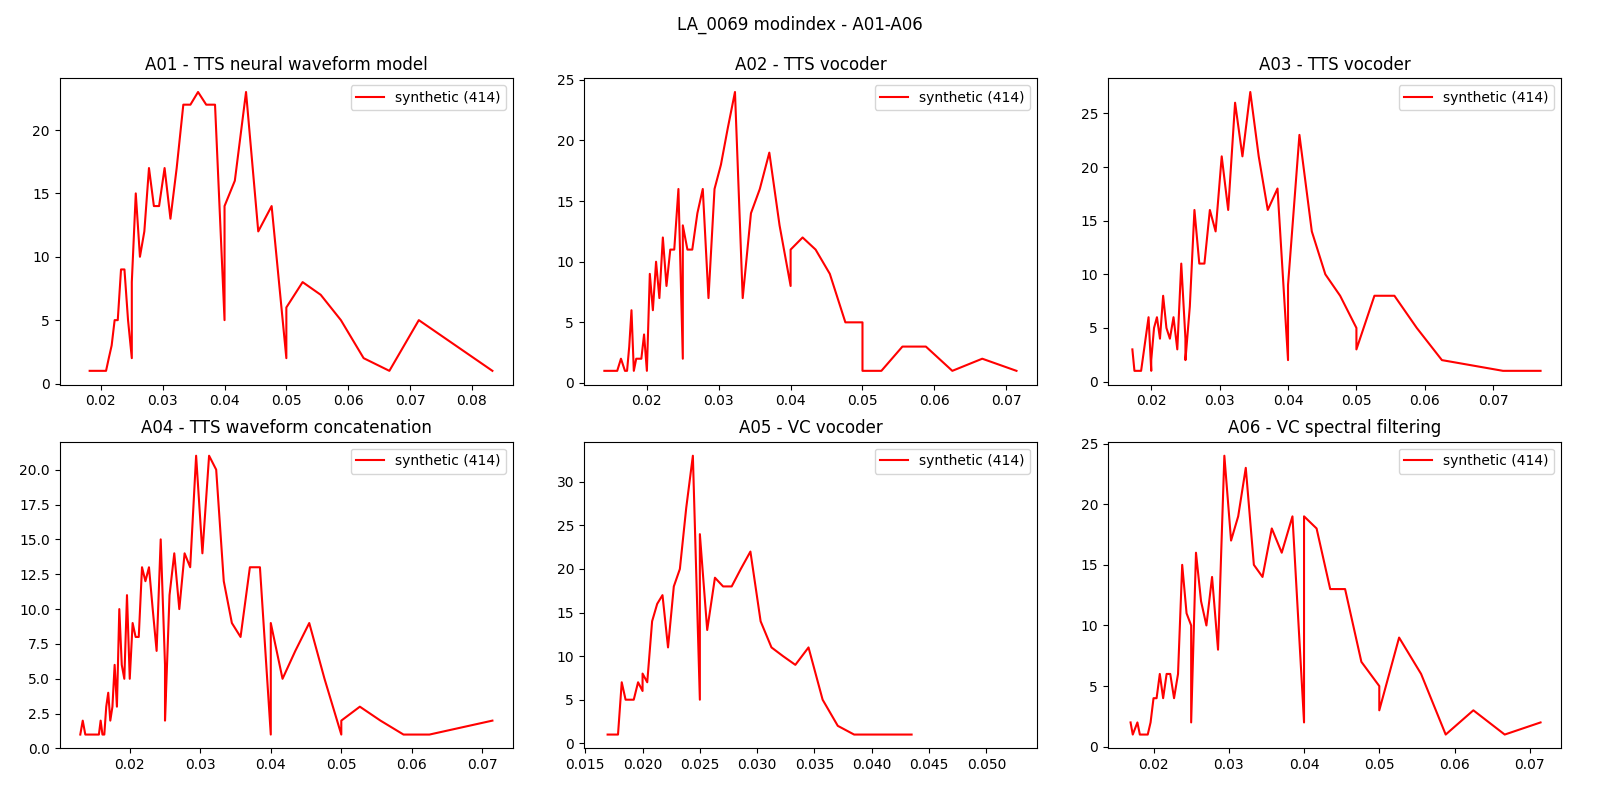 LA_0069 modindex - A01-A06
A01 - TTS neural waveform model
synthetic (414)
20
15
10
5
0
0.02 0.03 0.04 0.05 0.06 0.07 0.08
A02 - TTS vocoder
synthetic (414)
25
20
15
10
5
0
0.02 0.03 0.04 0.05 0.06 0.07
A03 - TTS vocoder
synthetic (414)
25
20
15
10
5
0
0.02 0.03 0.04 0.05 0.06 0.07
A04 - TTS waveform concatenation
synthetic (414)
20.0
17.5
15.0
12.5
10.0
7.5
5.0
2.5
0.0
0.02 0.03 0.04 0.05 0.06 0.07
A05 - VC vocoder
synthetic (414)
30
25
20
15
10
5
0
0.015 0.020 0.025 0.030 0.035 0.040 0.045 0.050
A06 - VC spectral filtering
synthetic (414)
25
20
15
10
5
0
0.02 0.03 0.04 0.05 0.06 0.07